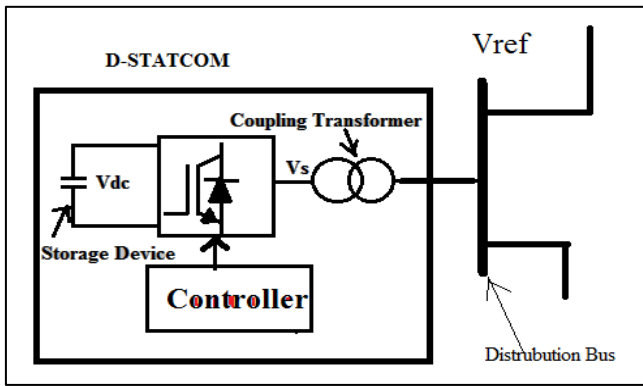 D-STATCOM
Vref
Coupling Transformer
Vdc
Vs
Storage Device
Controller
Distrubution Bus